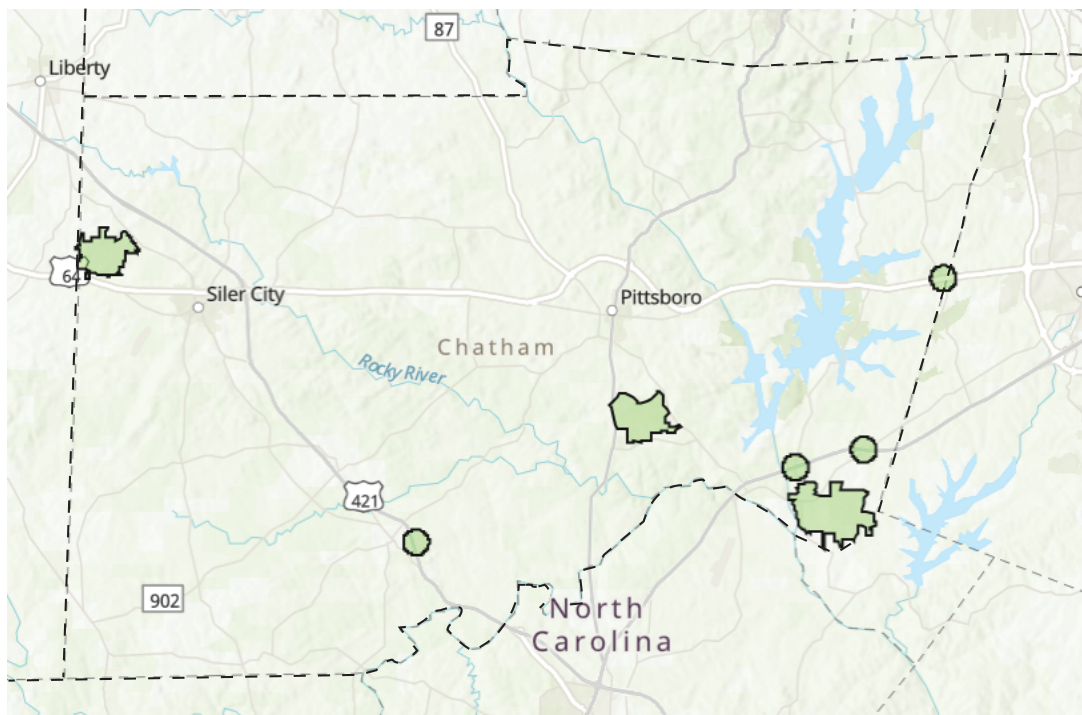 87
Liberty
64
Siler City
Pittsboro
Chatham
Rocky River
421
902
North
Carolina